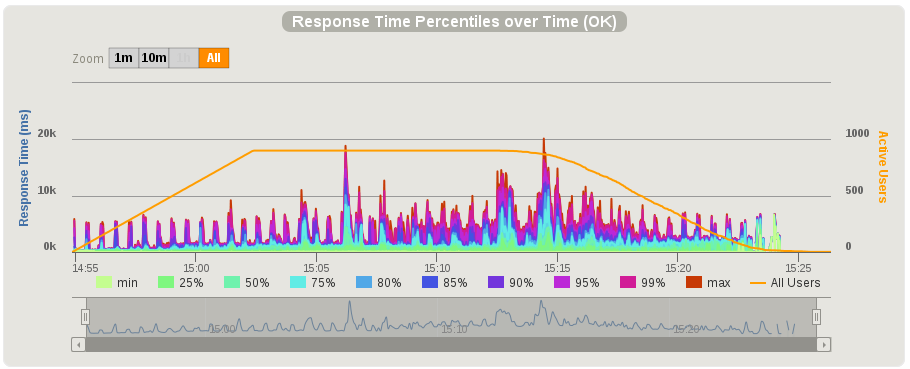 Response Time Percentiles over Time (OK)
Zoom 1m 10m 1h All
Response Time (ms)
Active Users
20k 1000
10k 500
0k 0
14:55 15:00 15:05 15:10 15:15 15:20 15:25
min 25% 50% 75% 80% 85% 90% 95% 99% max All Users
15:00 15:10 15:20